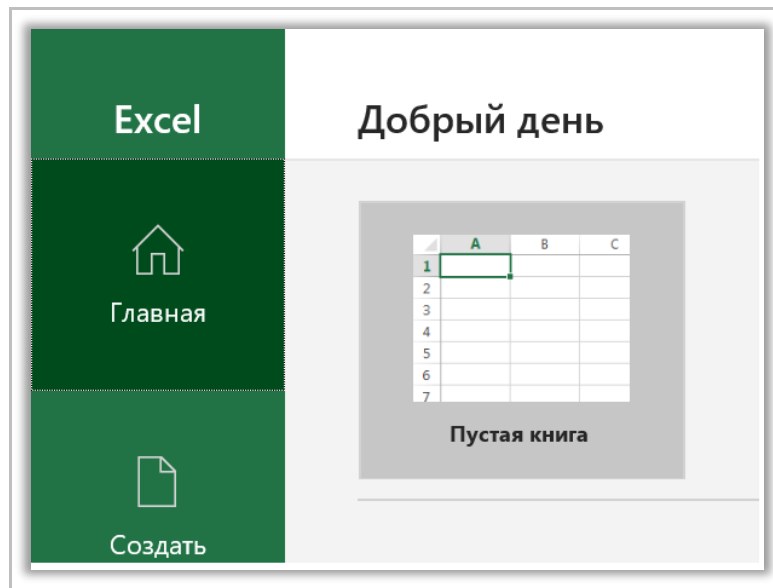 Excel
Добрый день
Главная
A B C
1
2
3
4
5
6
7
Пустая книга
Создать